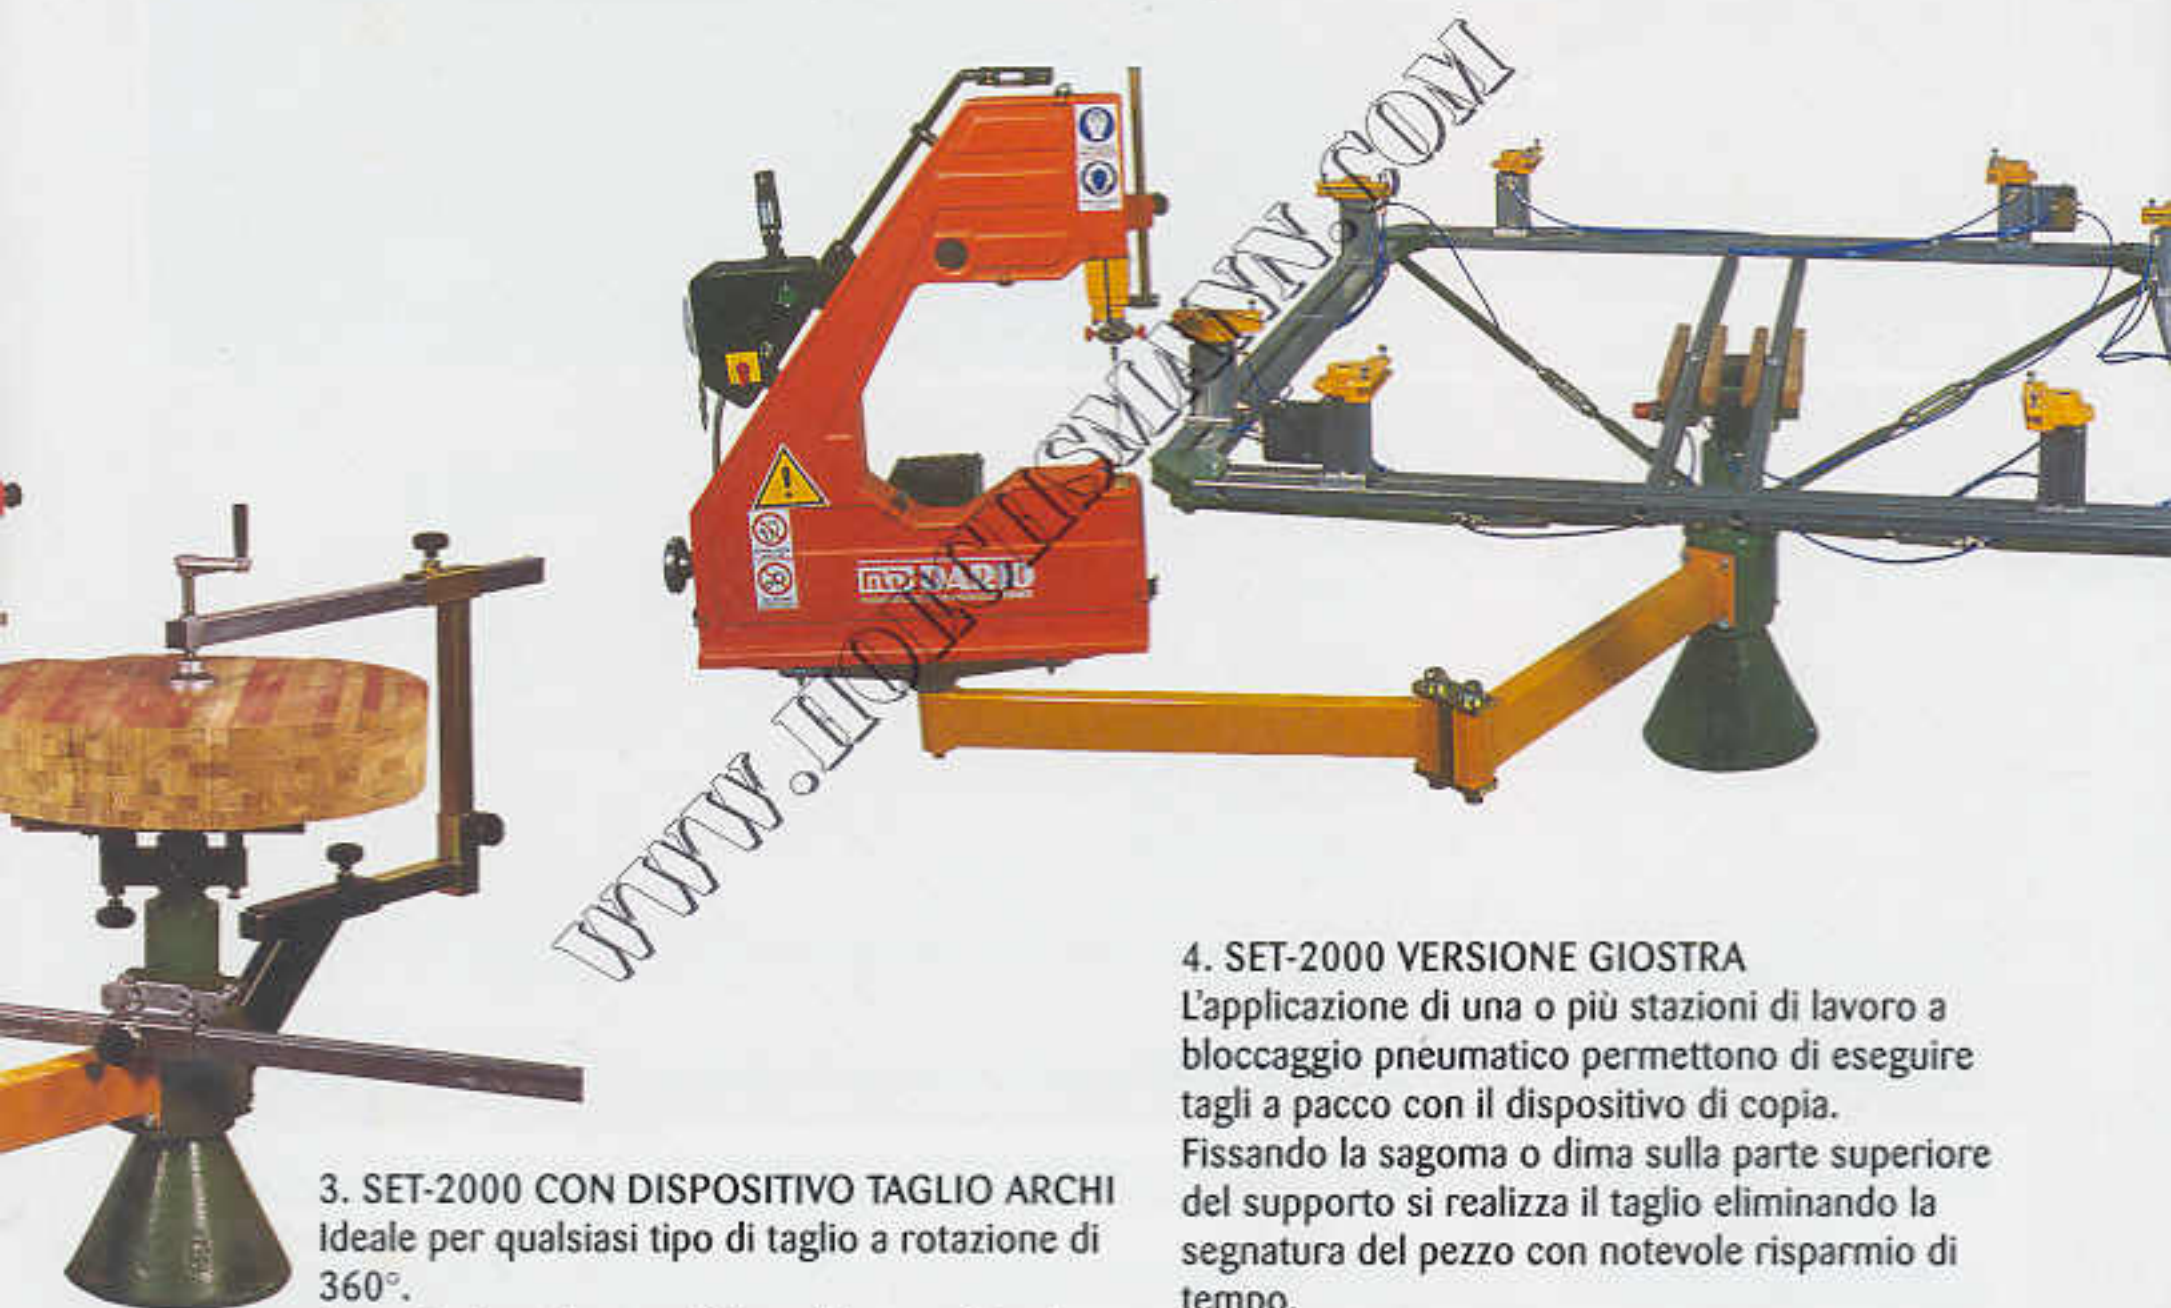 4. SET-2000 VERSIONE GIOSTRA
L'applicazione di una o più stazioni di lavoro a
bloccaggio pneumatico permettono di eseguire
tagli a pacco con il dispositivo di copia.
Fissando la sagoma o dima sulla parte superiore
del supporto si realizza il taglio eliminando la
segnatura del pezzo con notevole risparmio di
tempo.
3. SET-2000 CON DISPOSITIVO TAGLIO ARCHI
Ideale per qualsiasi tipo di taglio a rotazione di
360°.